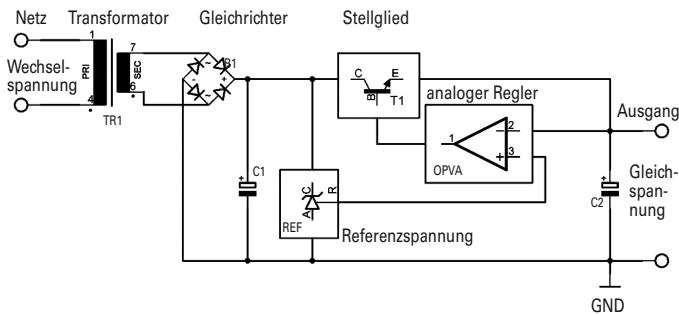 Netz
Transformator
Gleichrichter
Stellglied
Wechsel-
spannung
1
4
PRI
SEC
7
6
TR1
B1
~
~
-
+
C
E
B
T1
analoger Regler
1
2
3
-
+
OPVA
Ausgang
+
C1
C
R
A
REF
Referenzspannung
+
C2
Gleich-
span-
nung
GND